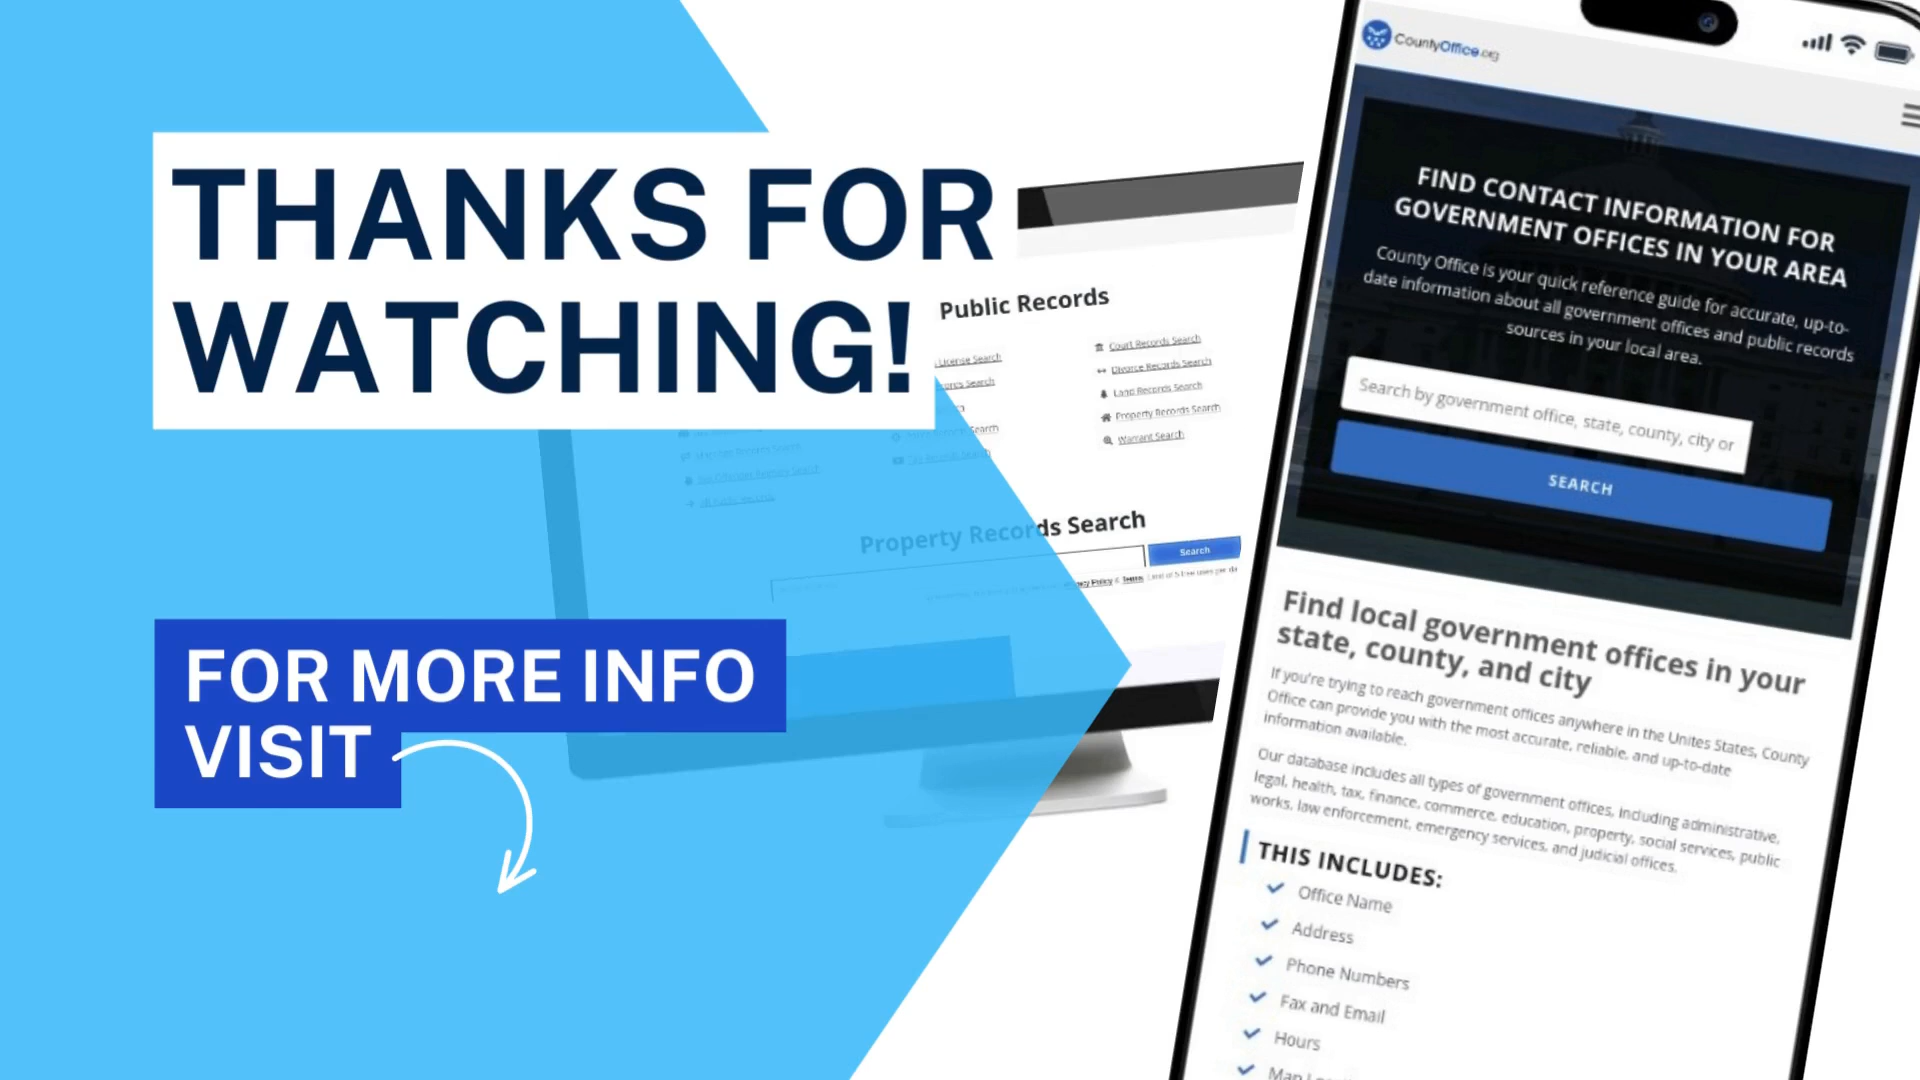 THANKS FOR
WATCHING!
FOR MORE INFO
VISIT
Public Records
License Search
Search
Search
Court Records Search
Divorce Records Search
Land Records Search
Property Records Search
Warrant Search
Property Records Search
Search
Policy & Terms
CountyOffice.org
FIND CONTACT INFORMATION FOR
GOVERNMENT OFFICES IN YOUR AREA
County Office is your quick reference guide for accurate, up-to-
date information about all government offices and public records
sources in your local area.
Search by government office, state, county, city or
SEARCH
Find local government offices in your
state, county, and city
If you're trying to reach government offices anywhere in the Unites States, County
Office can provide you with the most accurate, reliable, and up-to-date
information available.
Our database includes all types of government offices, including administrative,
legal, health, tax, finance, commerce, education, property, social services, public
works, law enforcement, emergency services, and judicial offices.
THIS INCLUDES:
Office Name
Address
Phone Numbers
Fax and Email
Hours